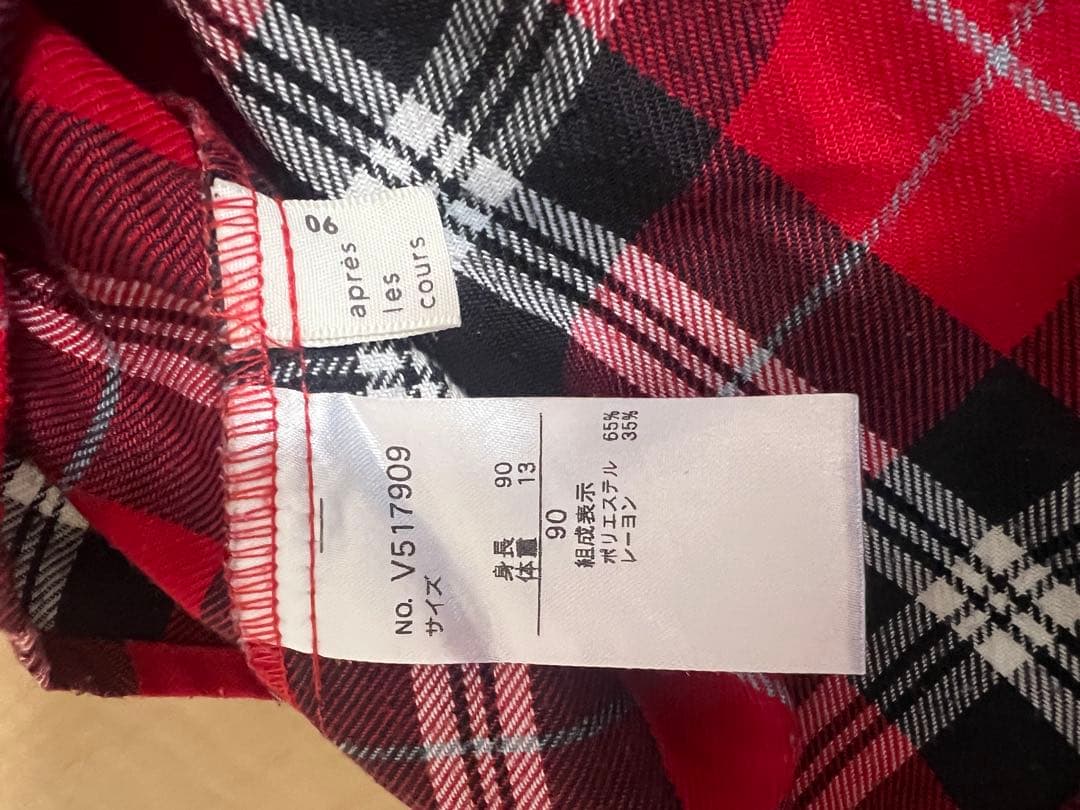 06
après
les
cours
NO. V517909
サイズ
身長 90
体重 13
90
組成表示
ポリエステル 65%
レーヨン 35%